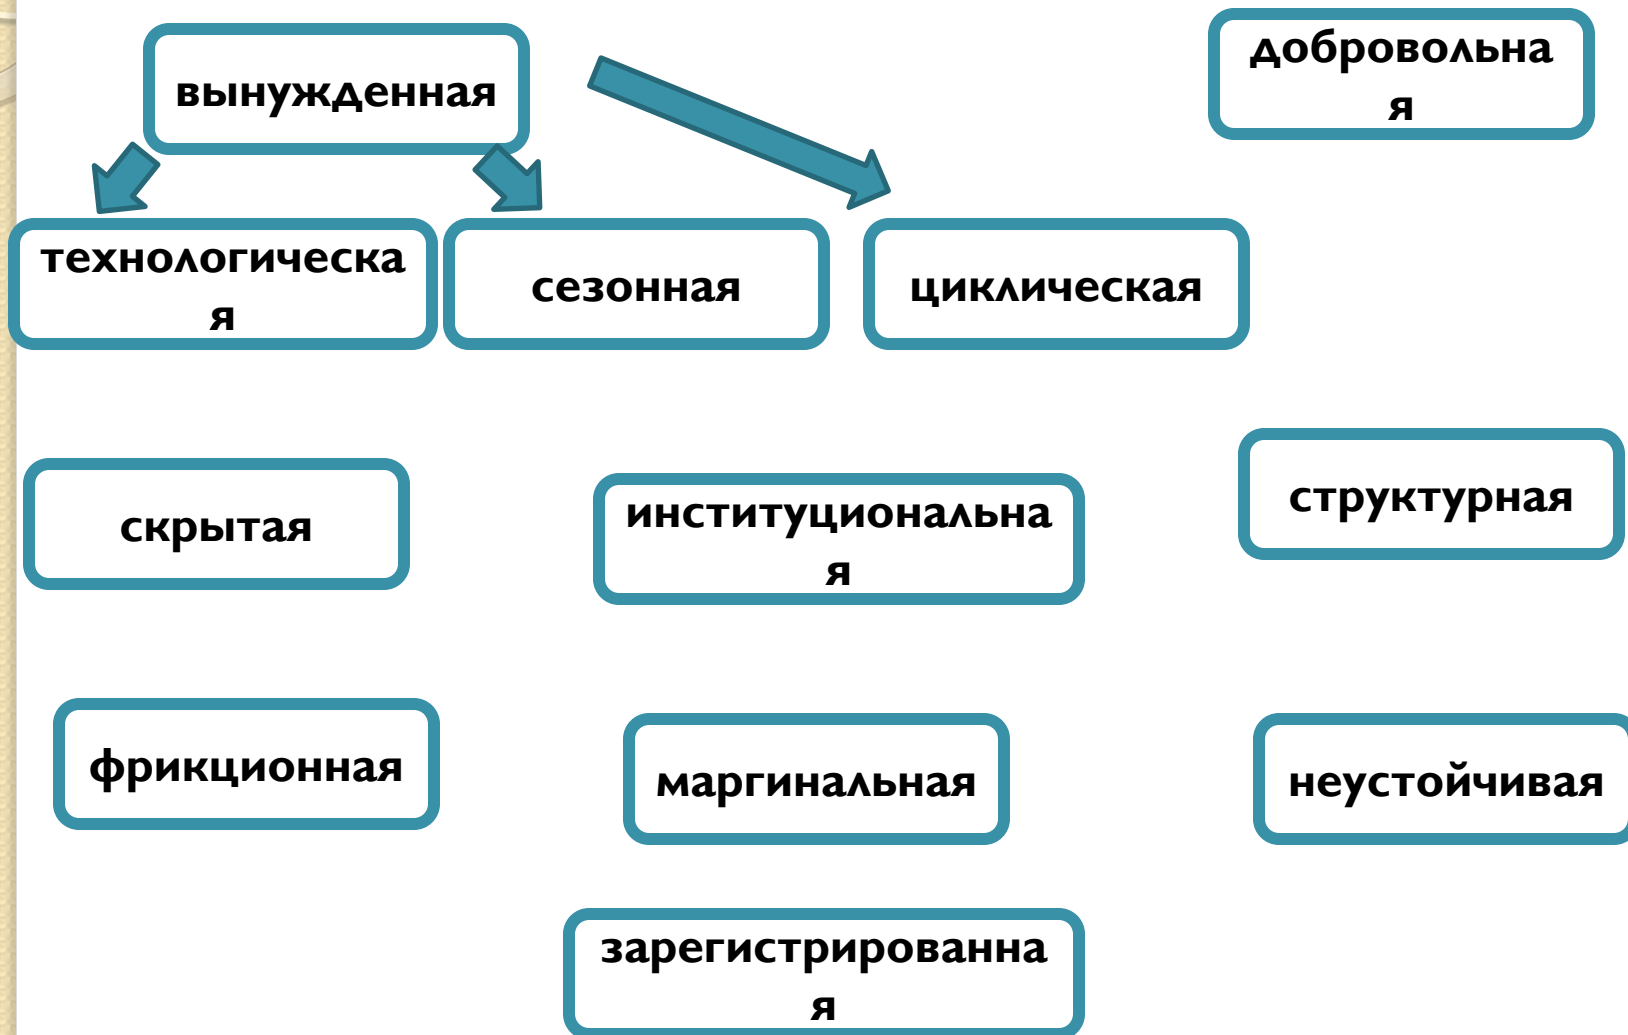 вынужденная
добровольна
я
технологическа
я
сезонная
циклическая
скрытая
институциональна
я
структурная
фрикционная
маргинальная
неустойчивая
зарегистрированна
я